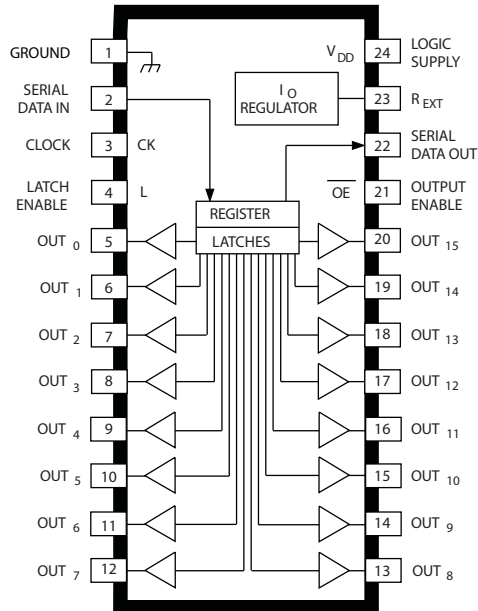 GROUND 1 V DD 24 LOGIC SUPPLY
SERIAL DATA IN 2 I O REGULATOR 23 R EXT
CLOCK 3 CK 22 SERIAL DATA OUT
LATCH ENABLE 4 L OE 21 OUTPUT ENABLE
REGISTER
LATCHES
OUT 0 5 20 OUT 15
OUT 1 6 19 OUT 14
OUT 2 7 18 OUT 13
OUT 3 8 17 OUT 12
OUT 4 9 16 OUT 11
OUT 5 10 15 OUT 10
OUT 6 11 14 OUT 9
OUT 7 12 13 OUT 8